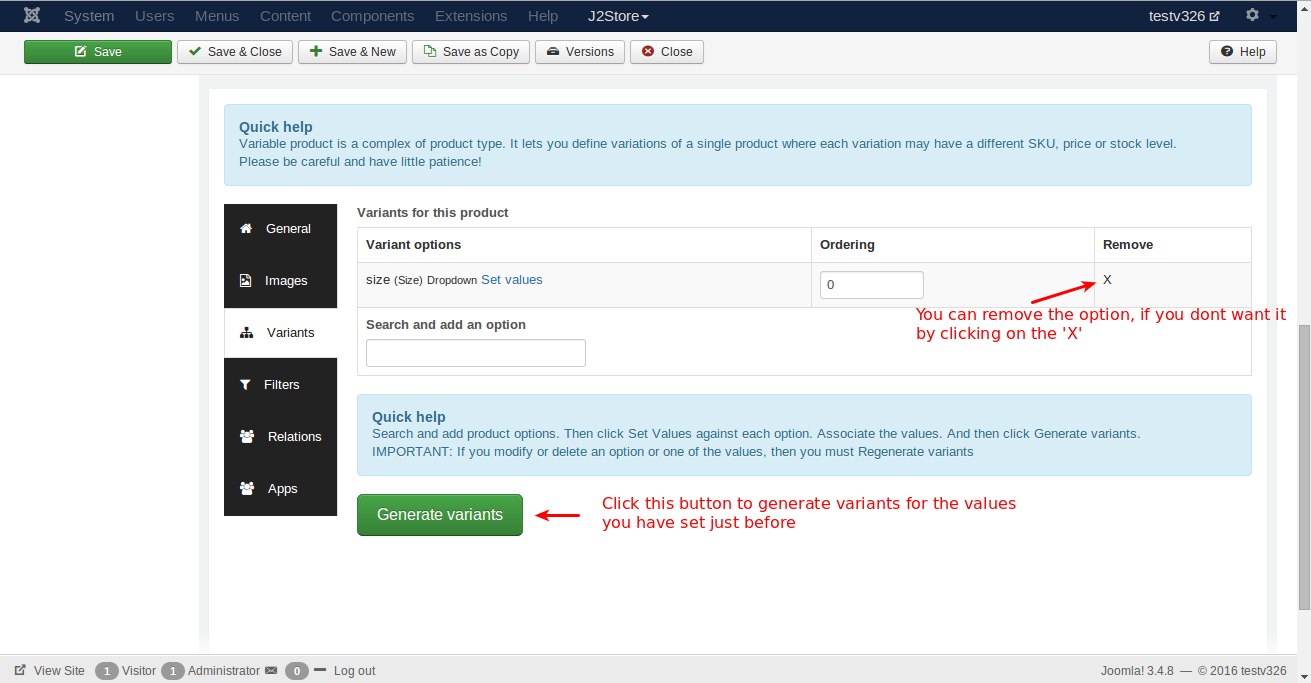 System Users Menus Content Components Extensions Help J2Store testv326
Save Save & Close Save & New Save as Copy Versions Close Help
Quick help
Variable product is a complex of product type. It lets you define variations of a single product where each variation may have a different SKU, price or stock level.
Please be careful and have little patience!
General
Images
Variants
Filters
Relations
Apps
Variants for this product
Variant options Ordering Remove
size (Size) Dropdown Set values 0 X
You can remove the option, if you dont want it
by clicking on the 'X'
Search and add an option
Quick help
Search and add product options. Then click Set Values against each option. Associate the values. And then click Generate variants.
IMPORTANT: If you modify or delete an option or one of the values, then you must Regenerate variants
Generate variants
Click this button to generate variants for the values
you have set just before
View Site 1 Visitor 1 Administrator 0 Log out Joomla! 3.4.8 — © 2016 testv326